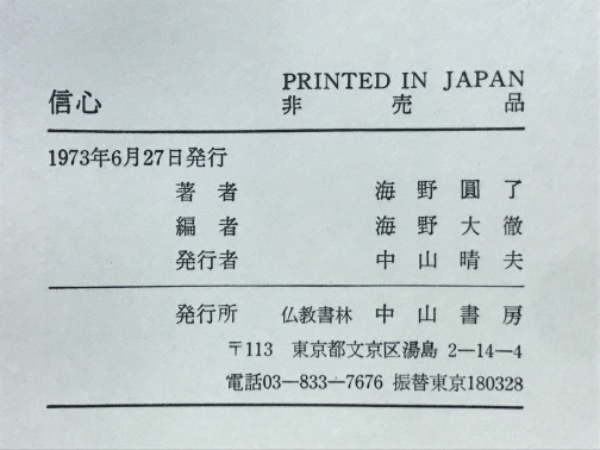 信心
PRINTED IN JAPAN
非売品
1973年6月27日発行
著者 海野圓了
編者 海野大徹
発行者 中山晴夫
発行所 仏教書林 中山書房
〒113 東京都文京区湯島 2-14-4
電話03-833-7676 振替東京180328